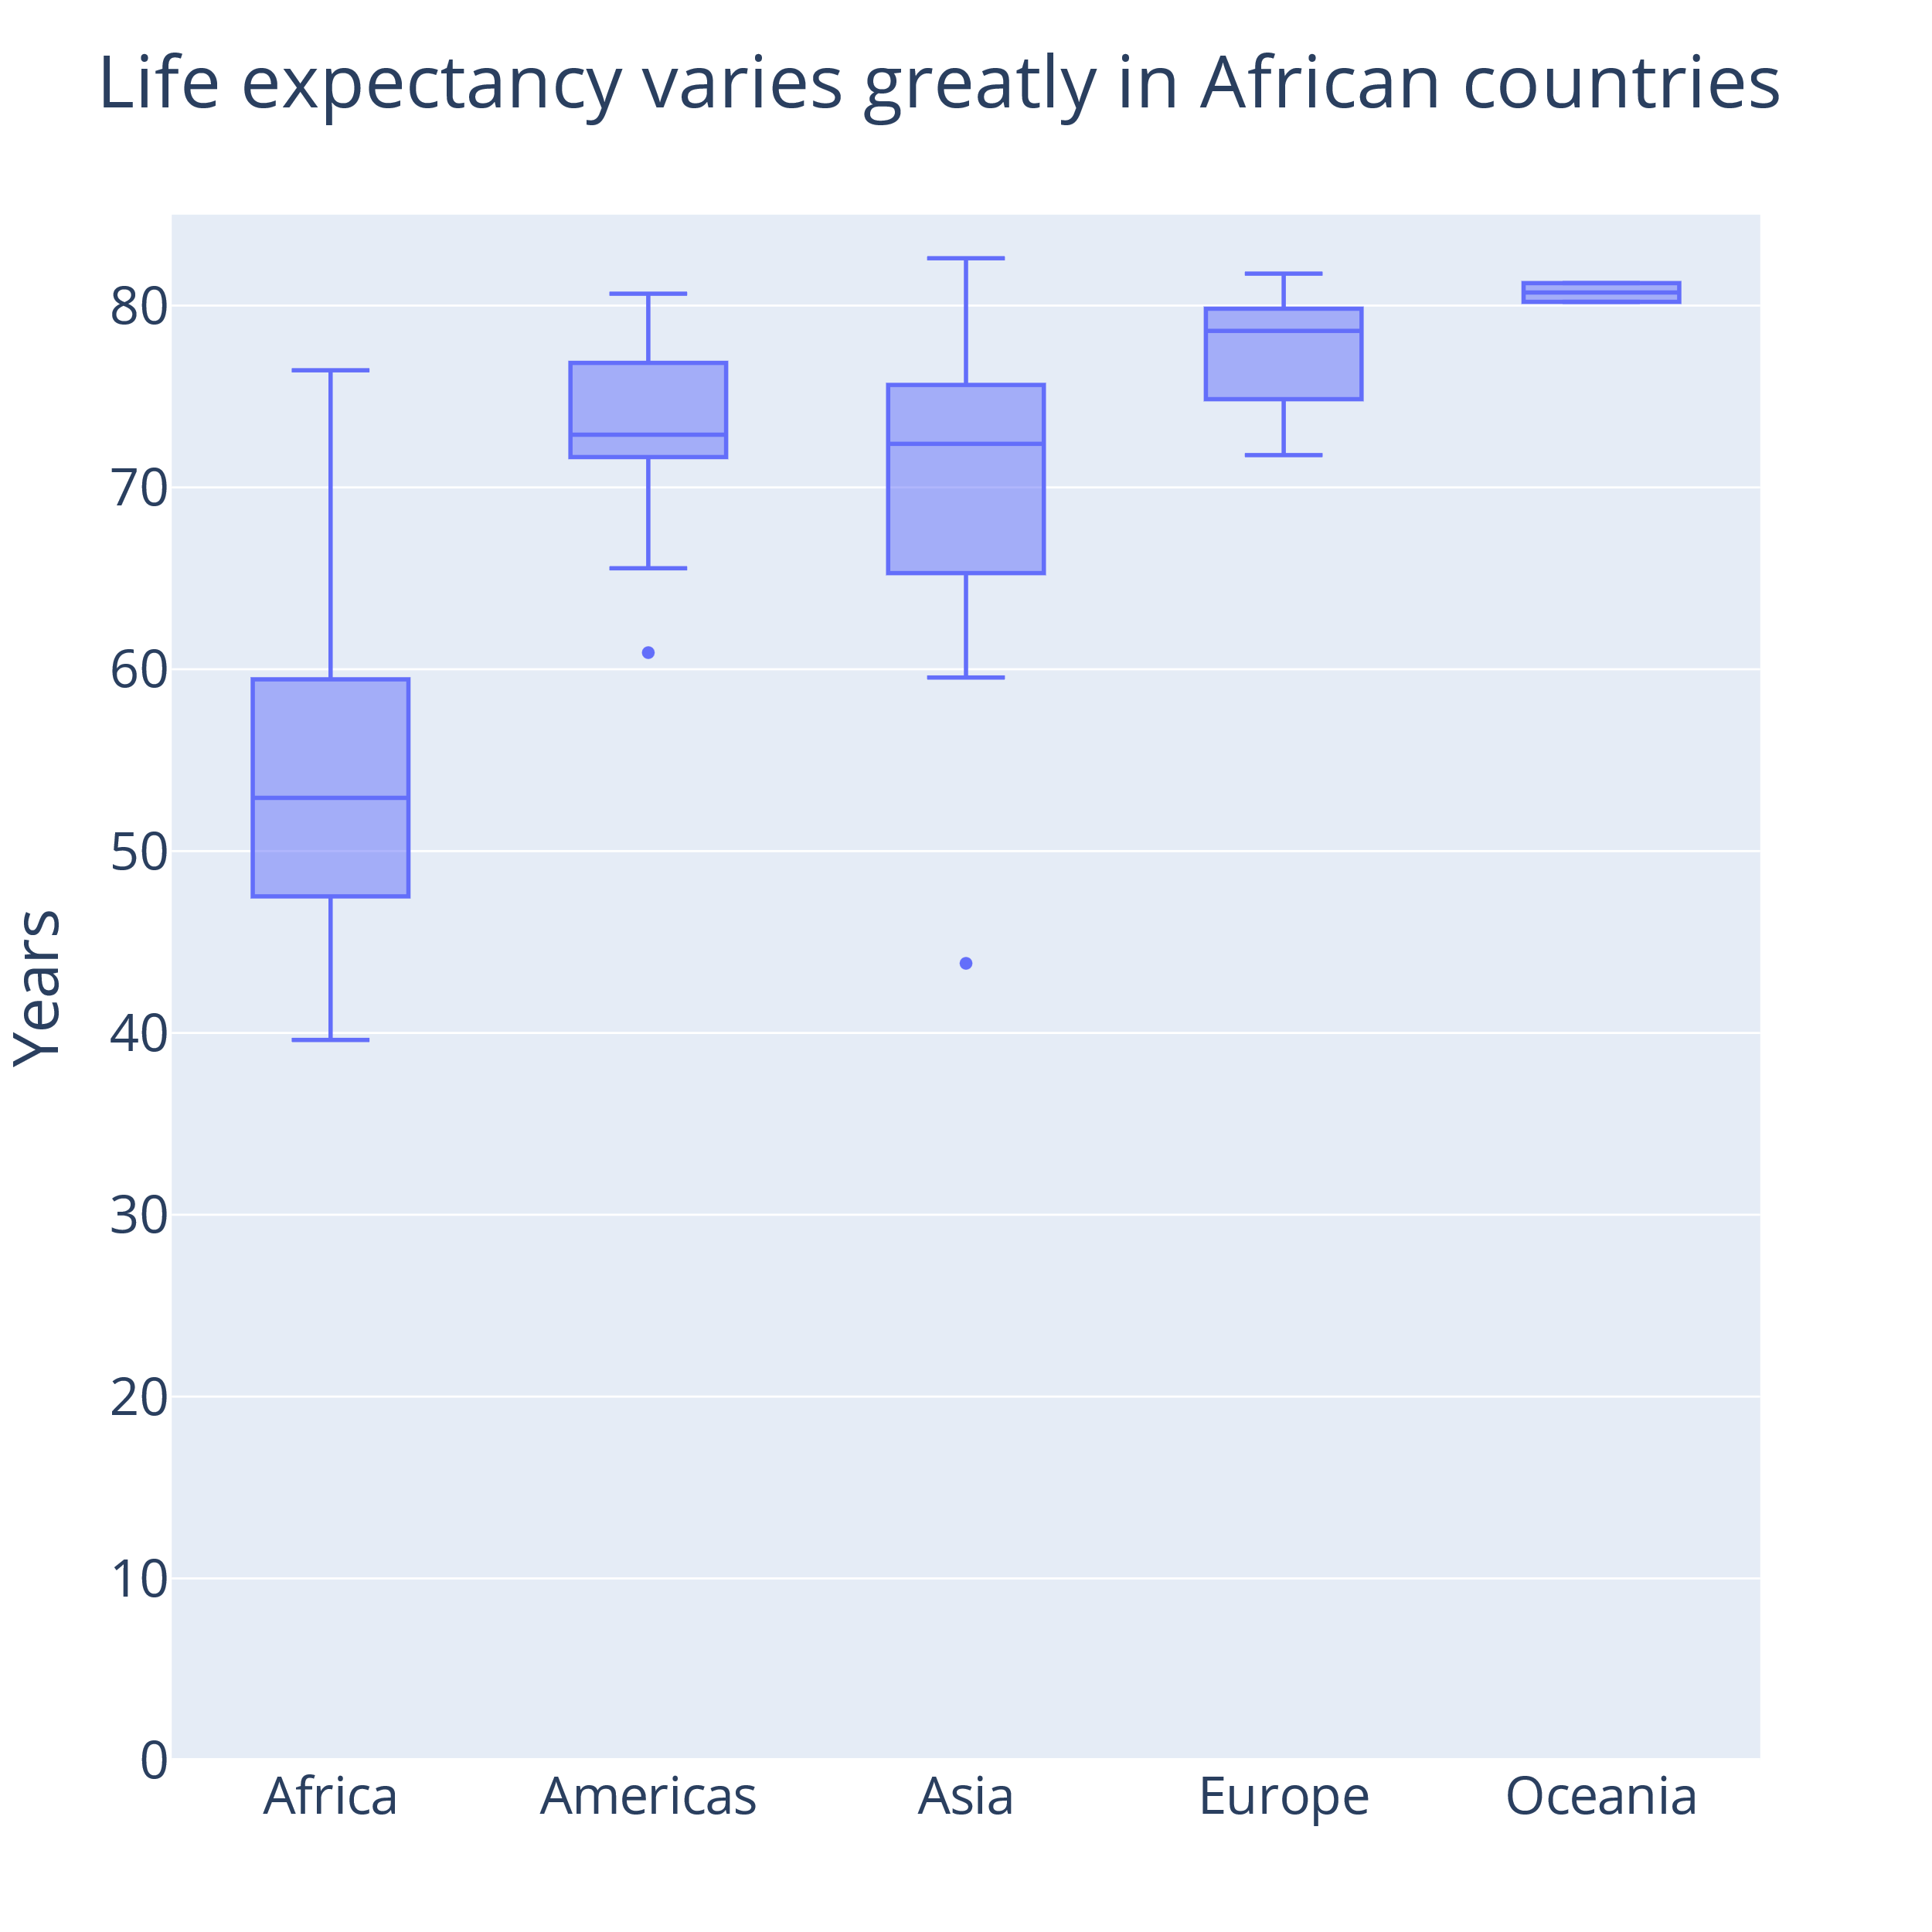 Life expectancy varies greatly in African countries
Years
80
70
60
50
40
30
20
10
0
Africa
Americas
Asia
Europe
Oceania